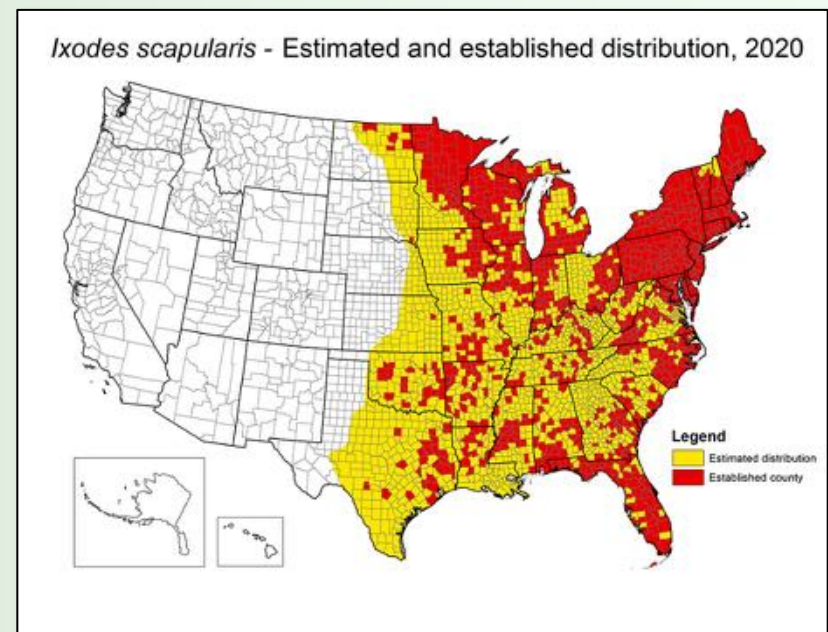 Ixodes scapularis - Estimated and established distribution, 2020
Legend
Estimated distribution
Established county